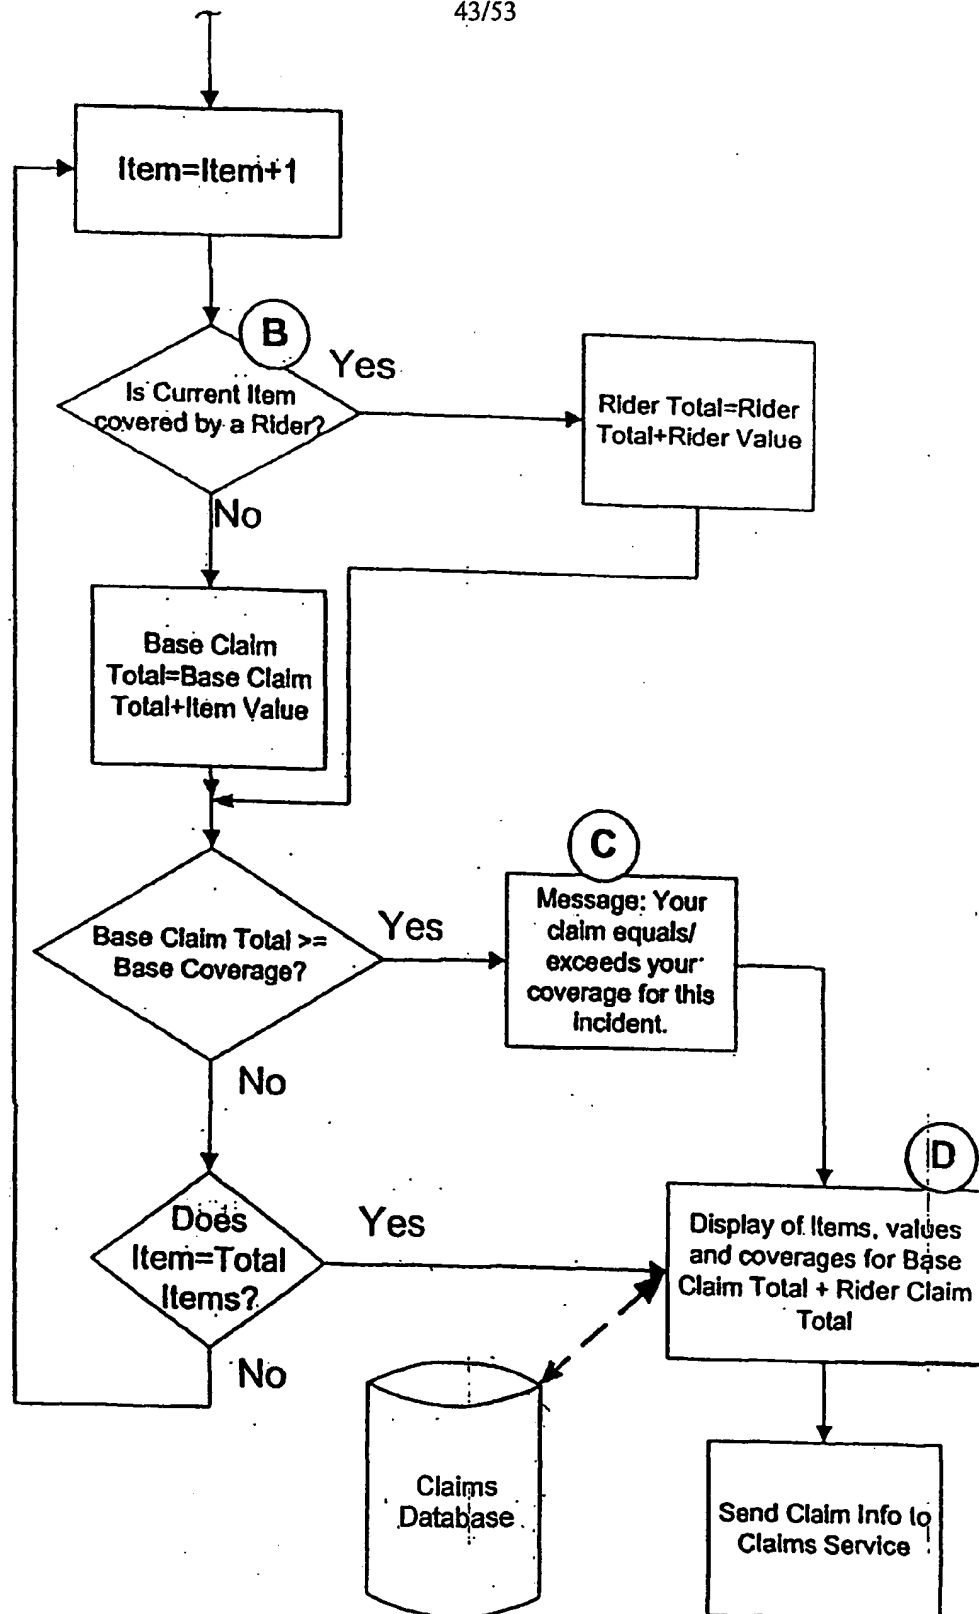 43/53
Item=Item+1
B
Yes
Is Current Item
covered by a Rider?
Rider Total=Rider
Total+Rider Value
No
Base Claim
Total=Base Claim
Total+Item Value
C
Message: Your
claim equals/
exceeds your
coverage for this
incident.
Yes
Base Claim Total >=
Base Coverage?
No
D
Does
Item=Total
Items?
Yes
Display of Items, values
and coverages for Base
Claim Total + Rider Claim
Total
No
Claims
Database
Send Claim Info to
Claims Service